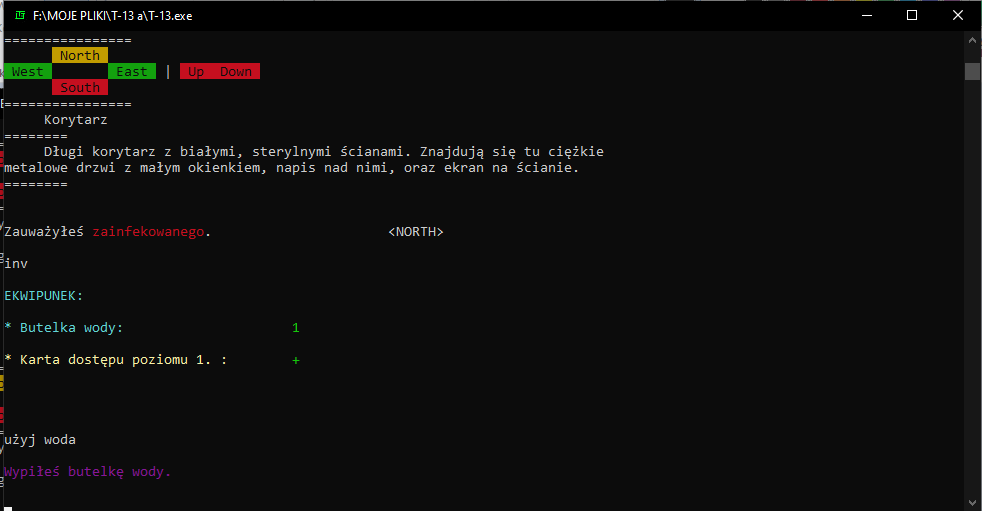 F:\MOJE PLIKI\T-13 a\T-13.exe
================
North
West East | Up Down
South
================
Korytarz
========
Długi korytarz z białymi, sterylnymi ścianami. Znajdują się tu ciężkie
metalowe drzwi z małym okienkiem, napis nad nimi, oraz ekran na ścianie.
========
Zauważyłeś zainfekowanego. <NORTH>
inv
EKWIPUNEK:
* Butelka wody: 1
* Karta dostępu poziomu 1. : +
użyj woda
Wypiłeś butelkę wody.